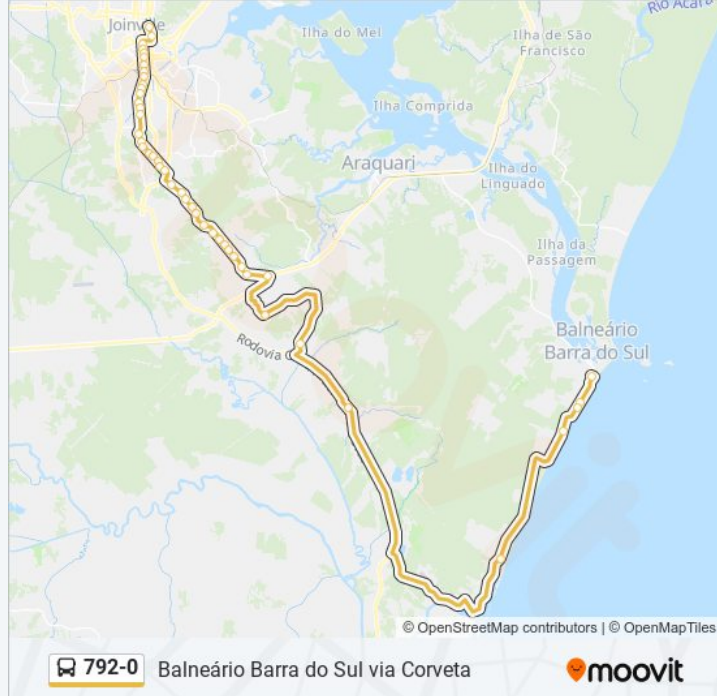 Joinville
Ilha do Mel
Rio Acara
Ilha de São
Francisco
Ilha Comprida
Araquari
Ilha do
Linguado
Ilha da
Passagem
Balneário
Barra do Sul
Rodovia G
© OpenStreetMap contributors | © OpenMapTiles
792-0 Balneário Barra do Sul via Corveta
moovit